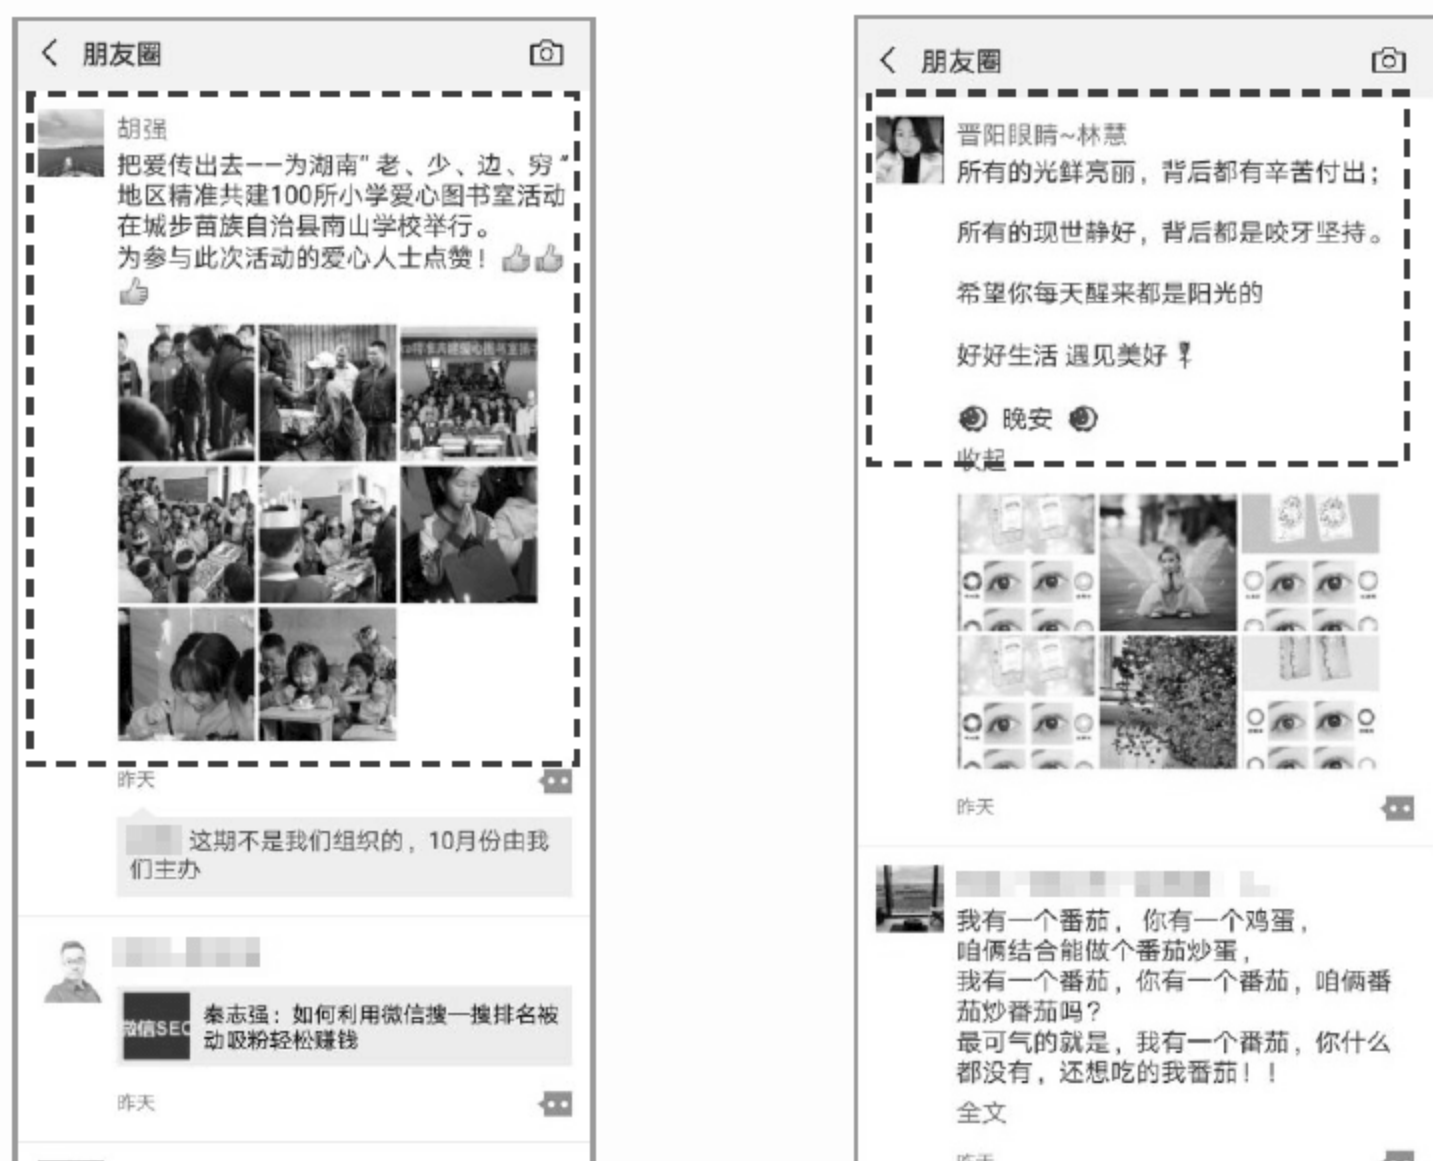 朋友圈
胡强
把爱传出去——为湖南"老、少、边、穷"
地区精准共建100所小学爱心图书室活动
在城步苗族自治县南山学校举行。
为参与此次活动的爱心人士点赞！
昨天
这期不是我们组织的，10月份由我
们主办
微信SEO
秦志强：如何利用微信搜一搜排名被
动吸粉轻松赚钱
昨天
朋友圈
晋阳眼睛~林慧
所有的光鲜亮丽，背后都有辛苦付出；
所有的现世静好，背后都是咬牙坚持。
希望你每天醒来都是阳光的
好好生活 遇见美好
晚安
收起
昨天
我有一个番茄，你有一个鸡蛋，
咱俩结合能做个番茄炒蛋，
我有一个番茄，你有一个番茄，咱俩番
茄炒番茄吗？
最可气的就是，我有一个番茄，你什么
都没有，还想吃的我番茄！！
全文
昨天